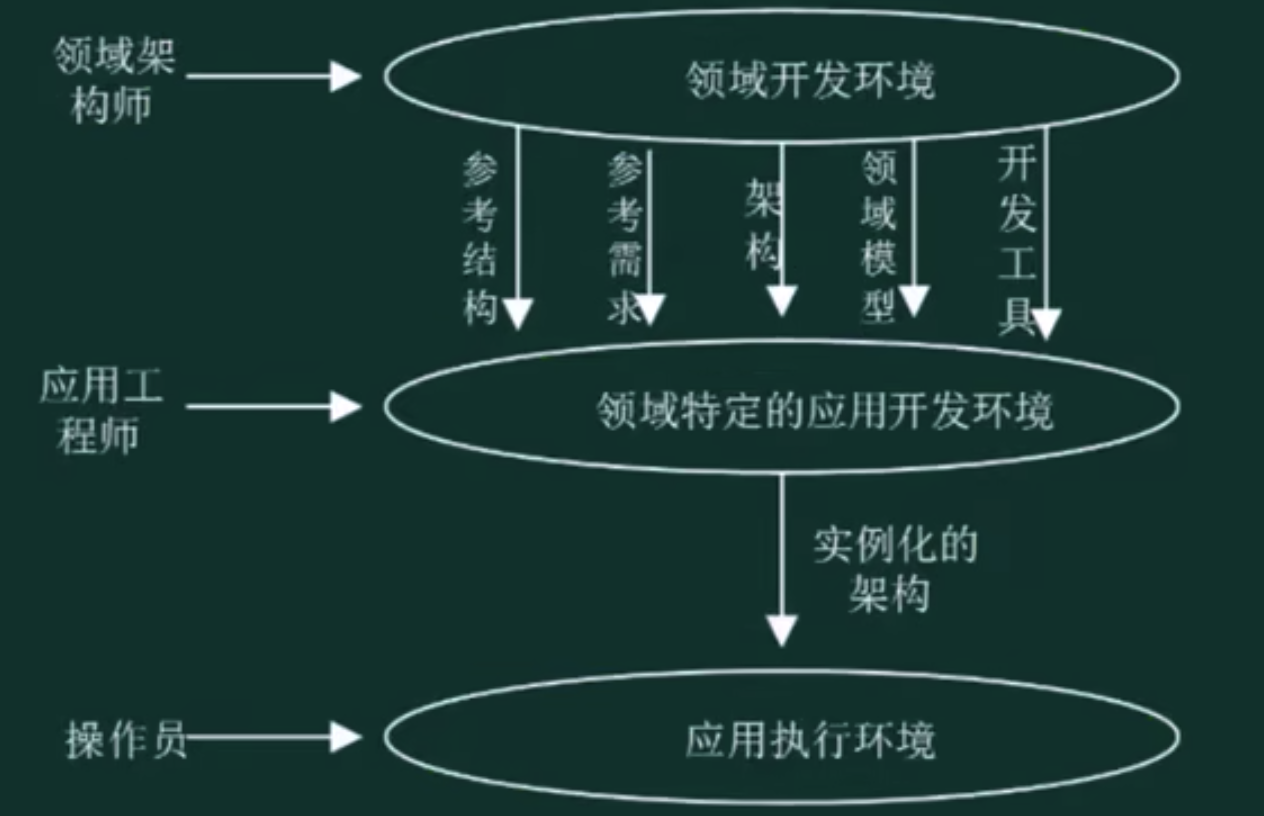 领域架
构师
领域开发环境
参考结构
参考需求
架构
领域模型
开发工具
应用工
程师
领域特定的应用开发环境
实例化的
架构
操作员
应用执行环境